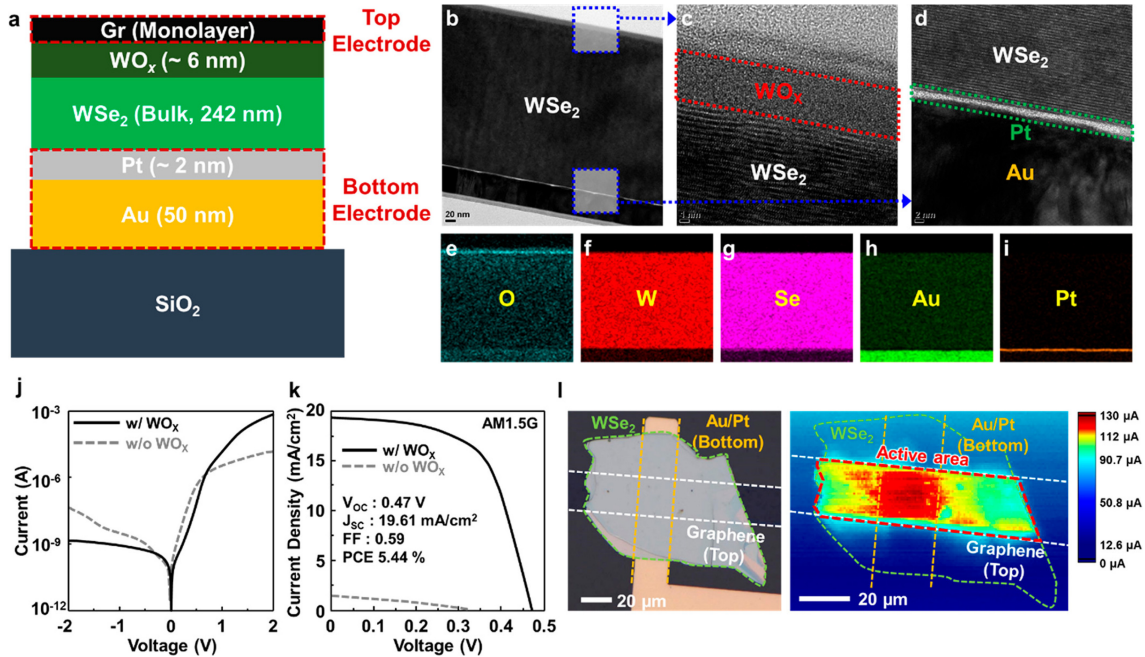 a
Gr (Monolayer)
WOₓ (~ 6 nm)
WSe₂ (Bulk, 242 nm)
Pt (~ 2 nm)
Au (50 nm)
SiO₂
Top
Electrode
Bottom
Electrode
b
WSe₂
20 nm
c
WOₓ
WSe₂
d
WSe₂
Pt
Au
2 nm
e
O
f
W
g
Se
h
Au
i
Pt
j
w/ WOₓ
w/o WOₓ
Current (A)
10⁻³
10⁻⁶
10⁻⁹
10⁻¹²
-2
-1
0
1
2
Voltage (V)
k
AM1.5G
w/ WOₓ
w/o WOₓ
V_OC : 0.47 V
J_SC : 19.61 mA/cm²
FF : 0.59
PCE 5.44 %
Current Density (mA/cm²)
20
15
10
5
0
0
0.1
0.2
0.3
0.4
0.5
Voltage (V)
l
WSe₂
Au/Pt
(Bottom)
Graphene
(Top)
20 µm
WSe₂
Au/Pt
(Bottom)
Active area
Graphene
(Top)
20 µm
130 µA
112 µA
90.7 µA
50.8 µA
12.6 µA
0 µA